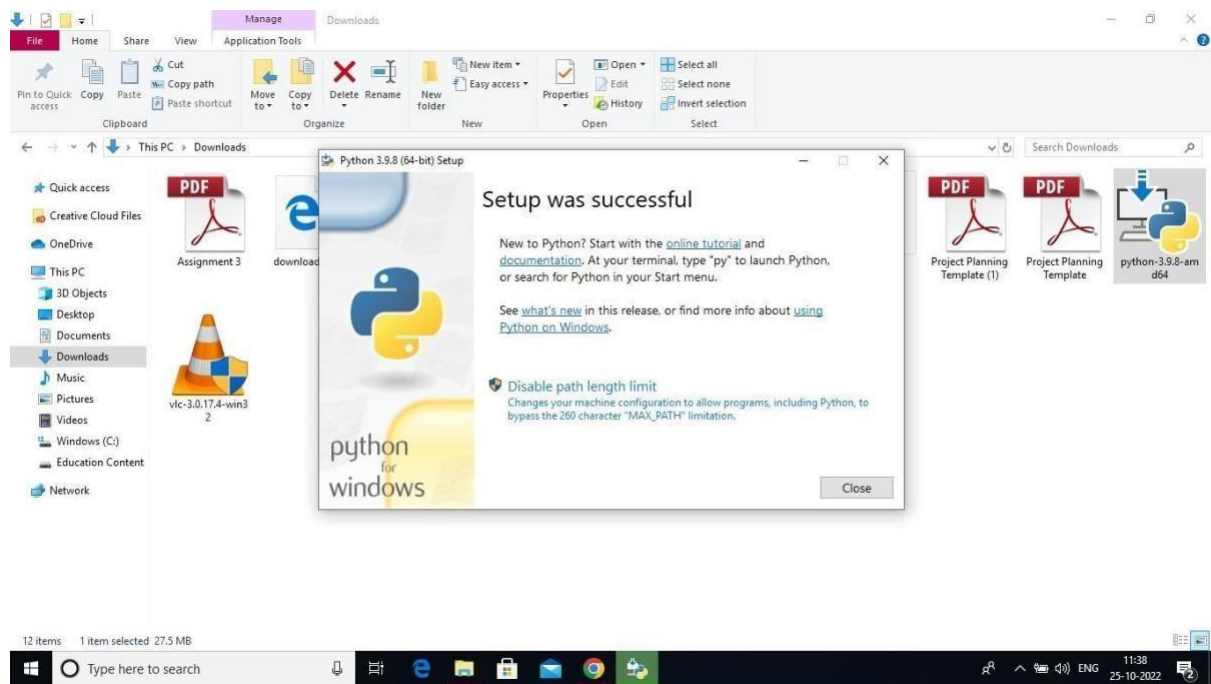 Manage
Downloads
File Home Share View Application Tools
Pin to Quick access
Copy
Paste
Cut
Copy path
Paste shortcut
Clipboard
Move to
Copy to
Delete
Rename
Organize
New folder
New item
Easy access
New
Properties
Open
Edit
History
Open
Select all
Select none
Invert selection
Select
This PC › Downloads
Search Downloads
Quick access
Creative Cloud Files
OneDrive
This PC
3D Objects
Desktop
Documents
Downloads
Music
Pictures
Videos
Windows (C:)
Education Content
Network
PDF
Assignment 3
download
vlc-3.0.17.4-win3
2
Python 3.9.8 (64-bit) Setup
Setup was successful
New to Python? Start with the online tutorial and
documentation. At your terminal, type "py" to launch Python,
or search for Python in your Start menu.
See what's new in this release, or find more info about using
Python on Windows.
Disable path length limit
Changes your machine configuration to allow programs, including Python, to
bypass the 260 character "MAX_PATH" limitation.
python
for
windows
Close
PDF
Project Planning
Template (1)
PDF
Project Planning
Template
python-3.9.8-am
d64
12 items 1 item selected 27.5 MB
Type here to search
ENG
11:38
25-10-2022
2